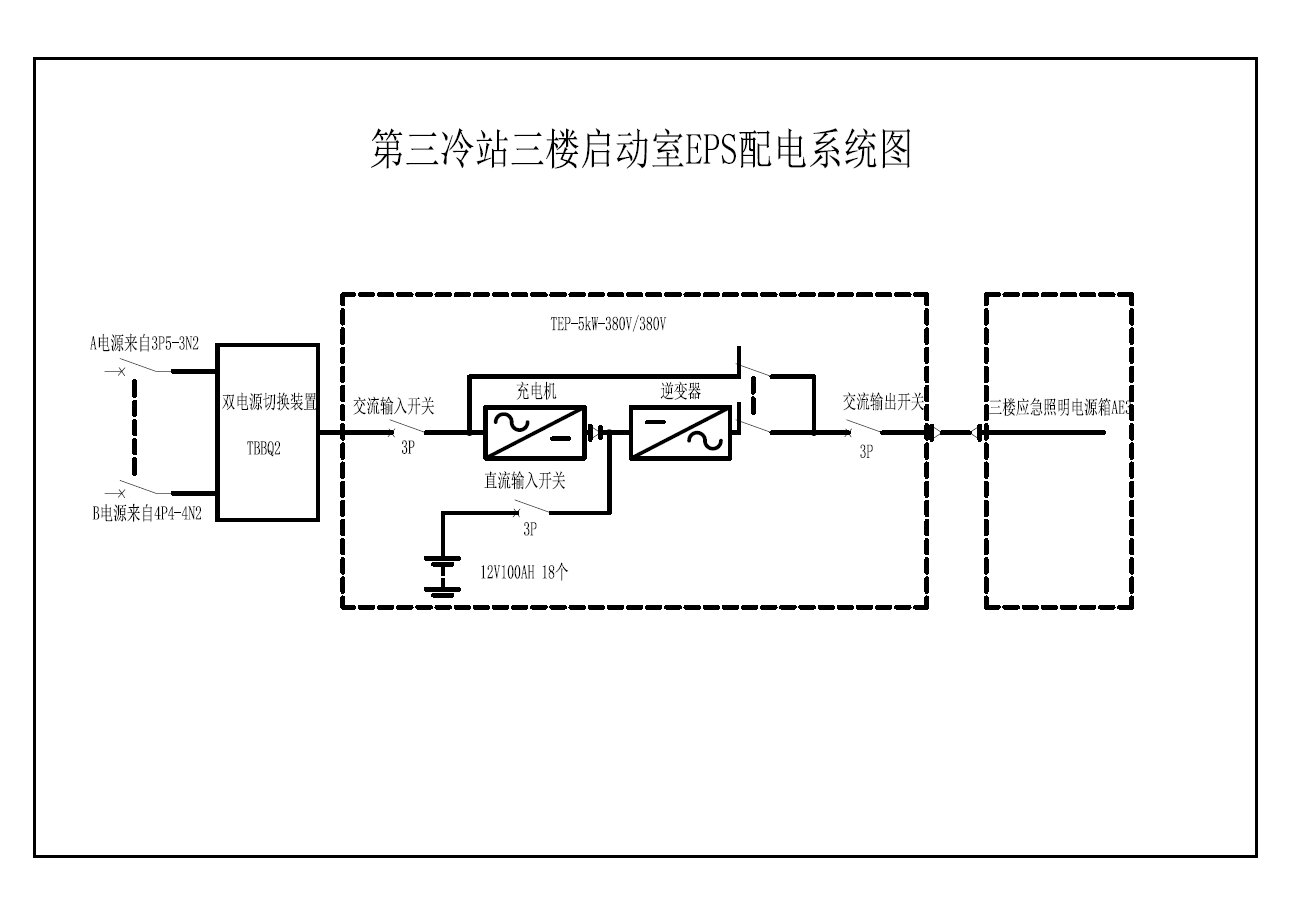 第三冷站三楼启动室EPS配电系统图
TEP-5kW-380V/380V
A电源来自3P5-3N2
双电源切换装置
TBBQ2
B电源来自4P4-4N2
交流输入开关
3P
充电机
逆变器
交流输出开关
3P
三楼应急照明电源箱AE3
直流输入开关
3P
12V100AH 18个